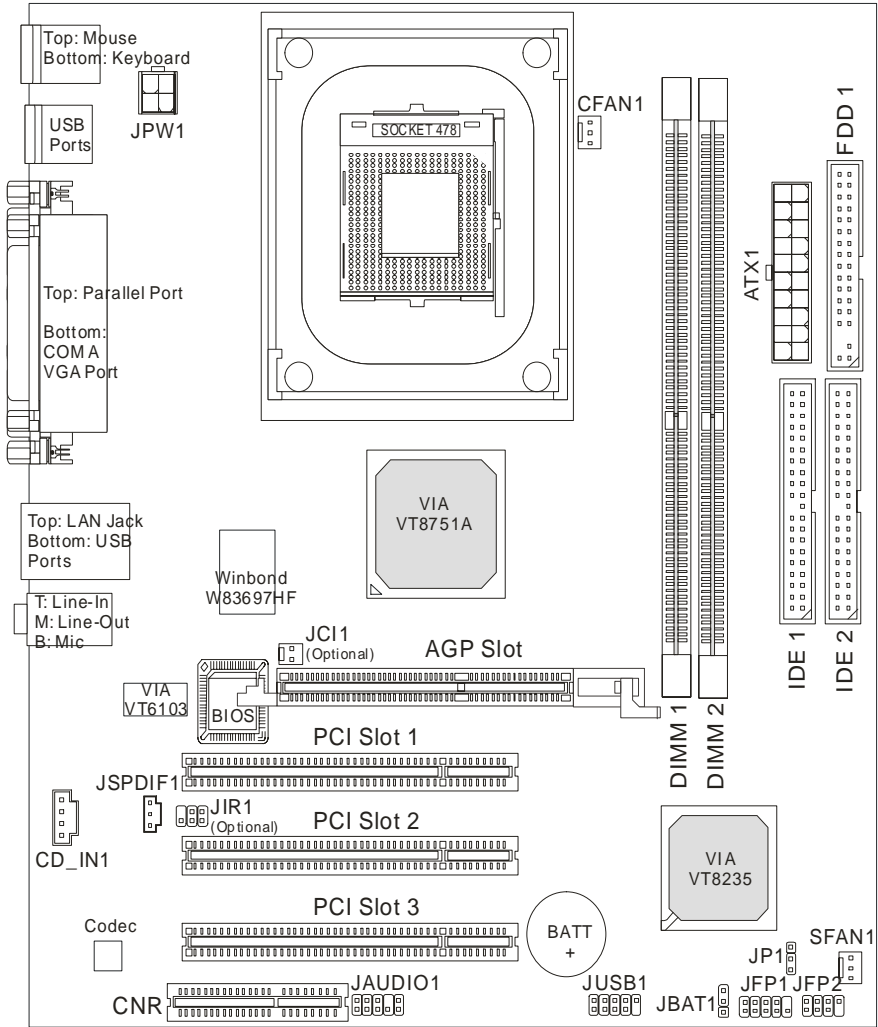 Top: Mouse
Bottom: Keyboard
JPW1
USB
Ports
SOCKET 478
CFAN1
FDD 1
ATX1
Top: Parallel Port
Bottom:
COM A
VGA Port
VIA
VT8751A
Top: LAN Jack
Bottom: USB
Ports
Winbond
W83697HF
T: Line-In
M: Line-Out
B: Mic
JCI1
(Optional)
AGP Slot
IDE 1
IDE 2
VIA
VT6103
BIOS
DIMM 1
DIMM 2
PCI Slot 1
JSPDIF1
JIR1
(Optional)
PCI Slot 2
CD_IN1
VIA
VT8235
PCI Slot 3
Codec
BATT
+
SFAN1
JP1
CNR
JAUDIO1
JUSB1
JBAT1
JFP1
JFP2